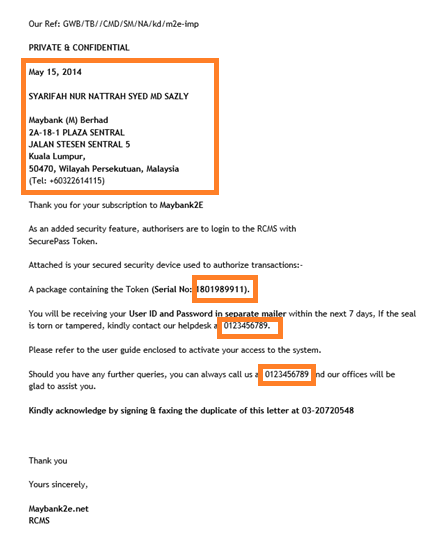 Our Ref: GWB/TB//CMD/SM/NA/kd/m2e-imp
PRIVATE & CONFIDENTIAL
May 15, 2014
SYARIFAH NUR NATTRAH SYED MD SAZLY
Maybank (M) Berhad
2A-18-1 PLAZA SENTRAL
JALAN STESEN SENTRAL 5
Kuala Lumpur,
50470, Wilayah Persekutuan, Malaysia
(Tel: +60322614115)
Thank you for your subscription to Maybank2E
As an added security feature, authorisers are to login to the RCMS with
SecurePass Token.
Attached is your secured security device used to authorize transactions:-
A package containing the Token (Serial No: 1801989911).
You will be receiving your User ID and Password in separate mailer within the next 7 days, If the seal
is torn or tampered, kindly contact our helpdesk a 0123456789.
Please refer to the user guide enclosed to activate your access to the system.
Should you have any further queries, you can always call us a 0123456789 nd our offices will be
glad to assist you.
Kindly acknowledge by signing & faxing the duplicate of this letter at 03-20720548
Thank you
Yours sincerely,
Maybank2e.net
RCMS